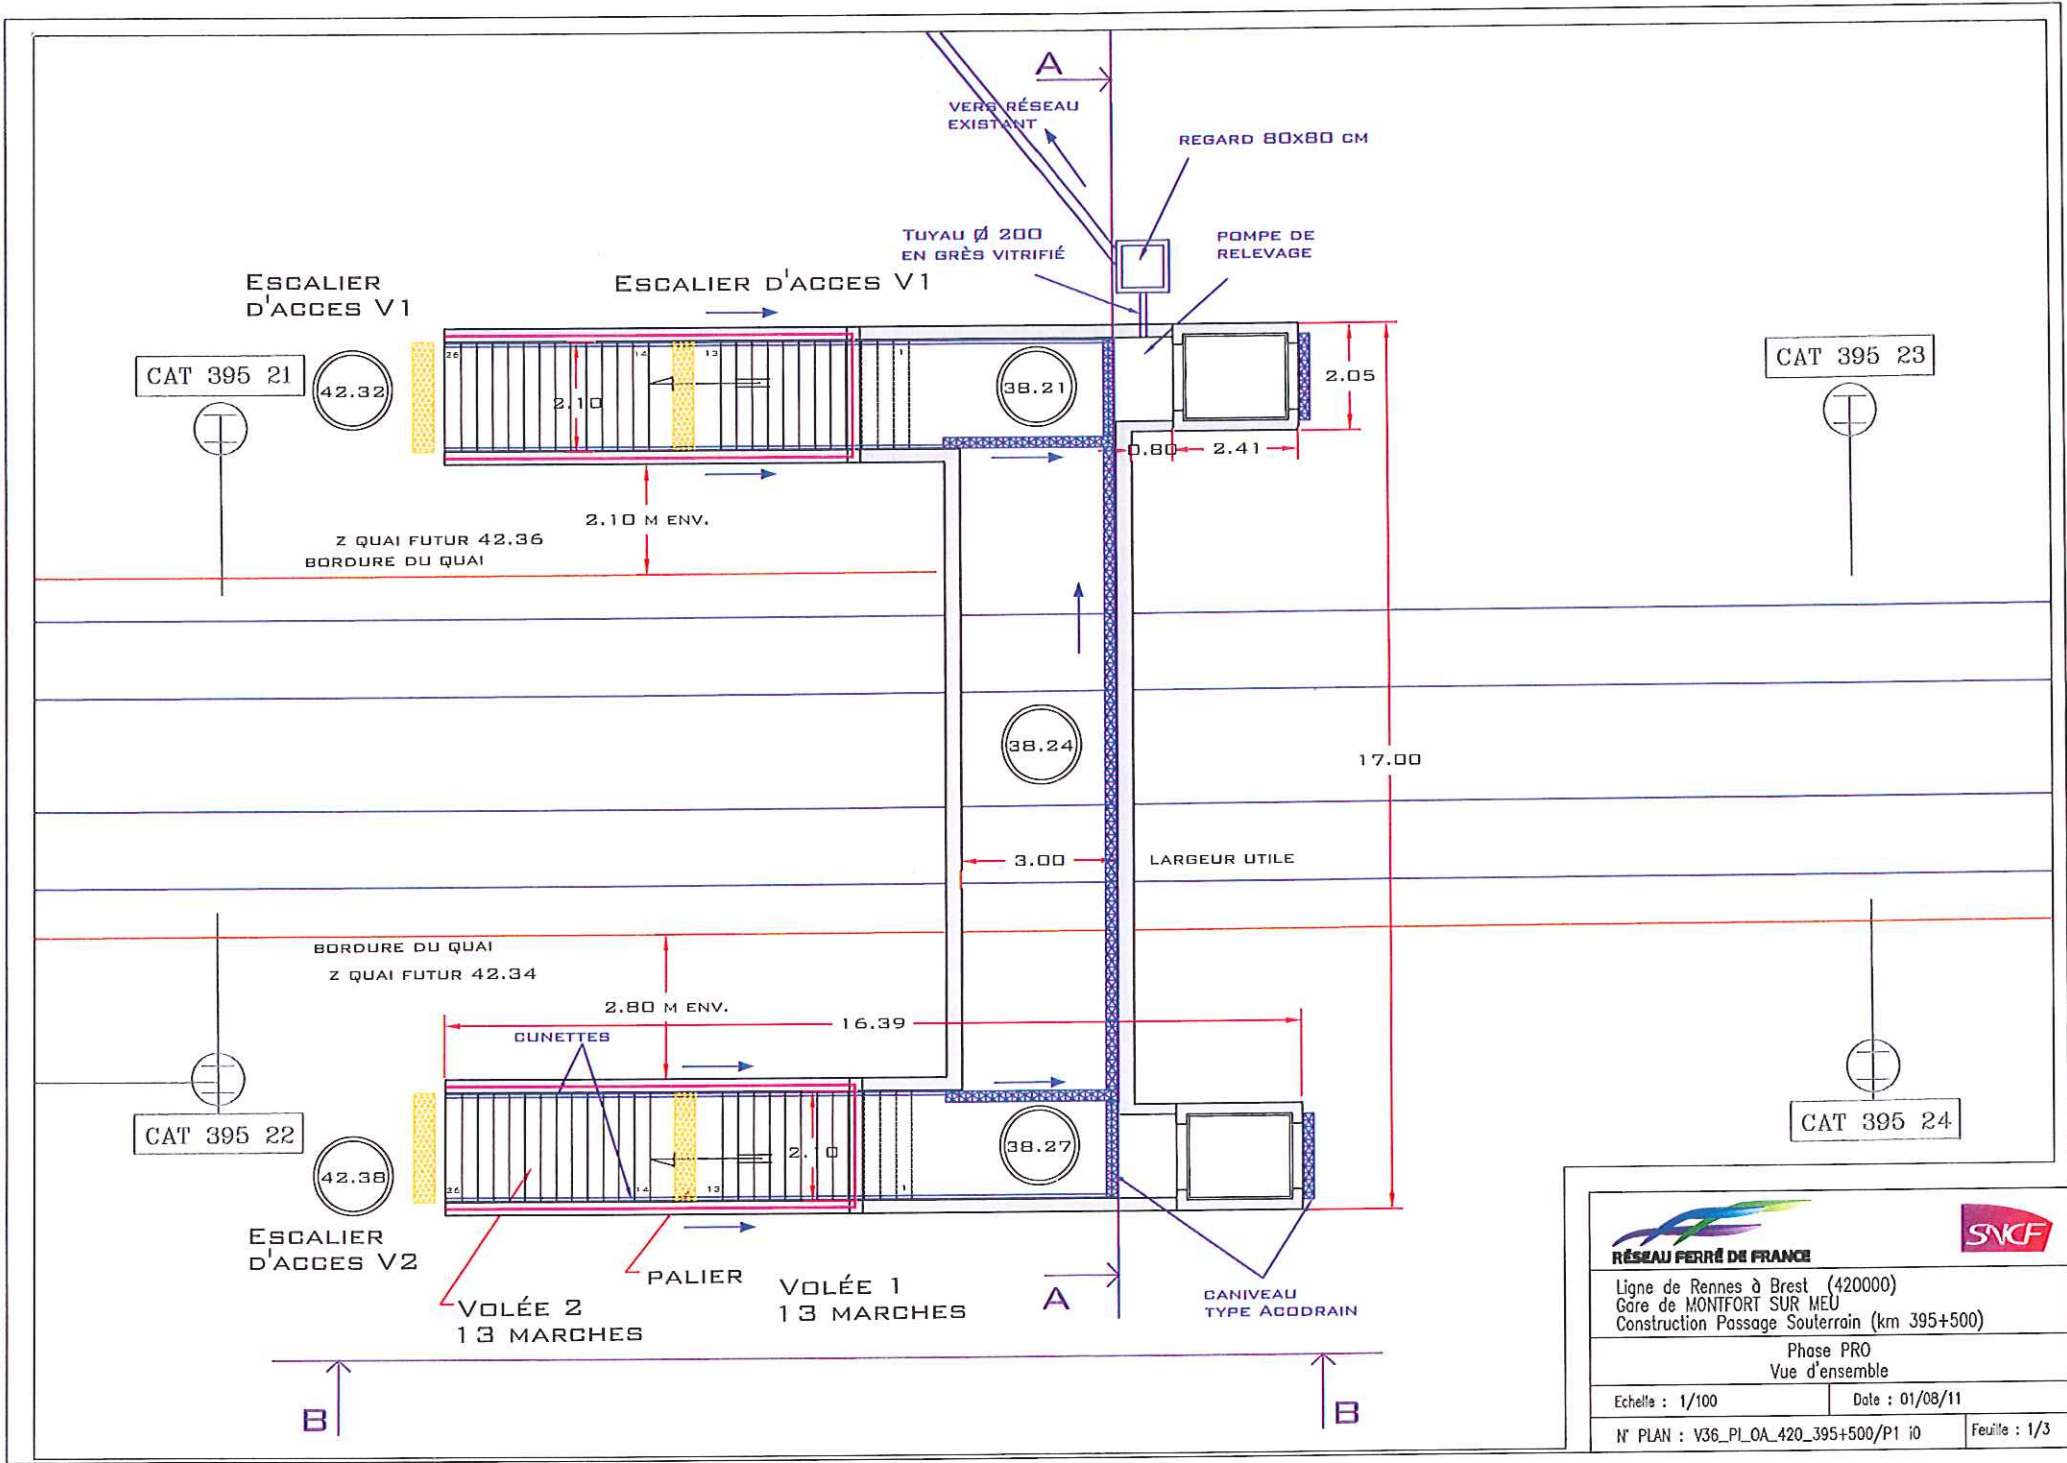 A
VERS RÉSEAU
EXISTANT
REGARD 80X80 CM
TUYAU Ø 200
EN GRÈS VITRIFIÉ
POMPE DE
RELEVAGE
ESCALIER
D'ACCES V1
ESCALIER D'ACCES V1
CAT 395 21
42.32
26
14
13
1
2.10
38.21
2.05
CAT 395 23
0.80
2.41
2.10 M ENV.
Z QUAI FUTUR 42.36
BORDURE DU QUAI
38.24
17.00
3.00
LARGEUR UTILE
BORDURE DU QUAI
Z QUAI FUTUR 42.34
2.80 M ENV.
16.39
CUNETTES
CAT 395 22
42.38
26
14
13
1
38.27
CAT 395 24
ESCALIER
D'ACCES V2
PALIER
VOLÉE 1
13 MARCHES
VOLÉE 2
13 MARCHES
A
CANIVEAU
TYPE ACODRAIN
B
B
RÉSEAU FERRÉ DE FRANCE
SNCF
Ligne de Rennes à Brest (420000)
Gare de MONTFORT SUR MEU
Construction Passage Souterrain (km 395+500)
Phase PRO
Vue d'ensemble
Echelle : 1/100
Date : 01/08/11
N° PLAN : V36_PI_OA_420_395+500/P1 i0
Feuille : 1/3